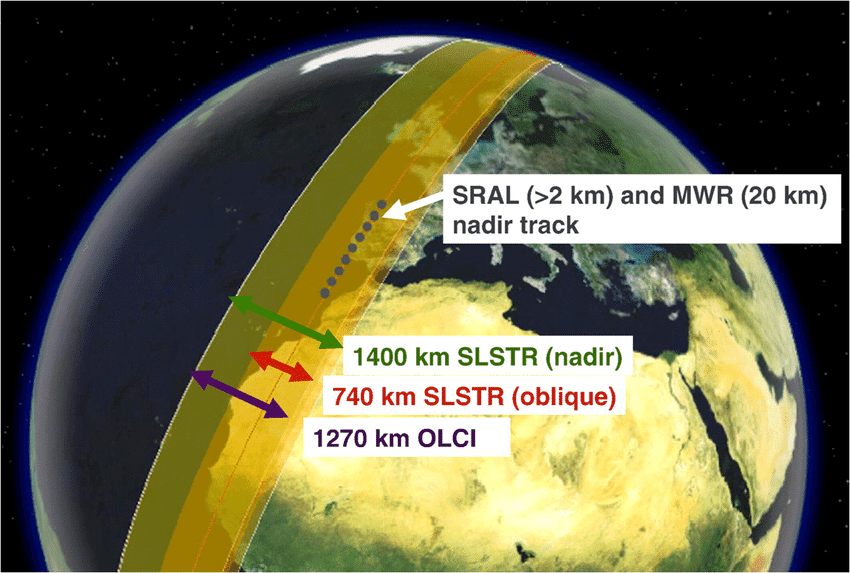 SRAL (>2 km) and MWR (20 km)
nadir track
1400 km SLSTR (nadir)
740 km SLSTR (oblique)
1270 km OLCI